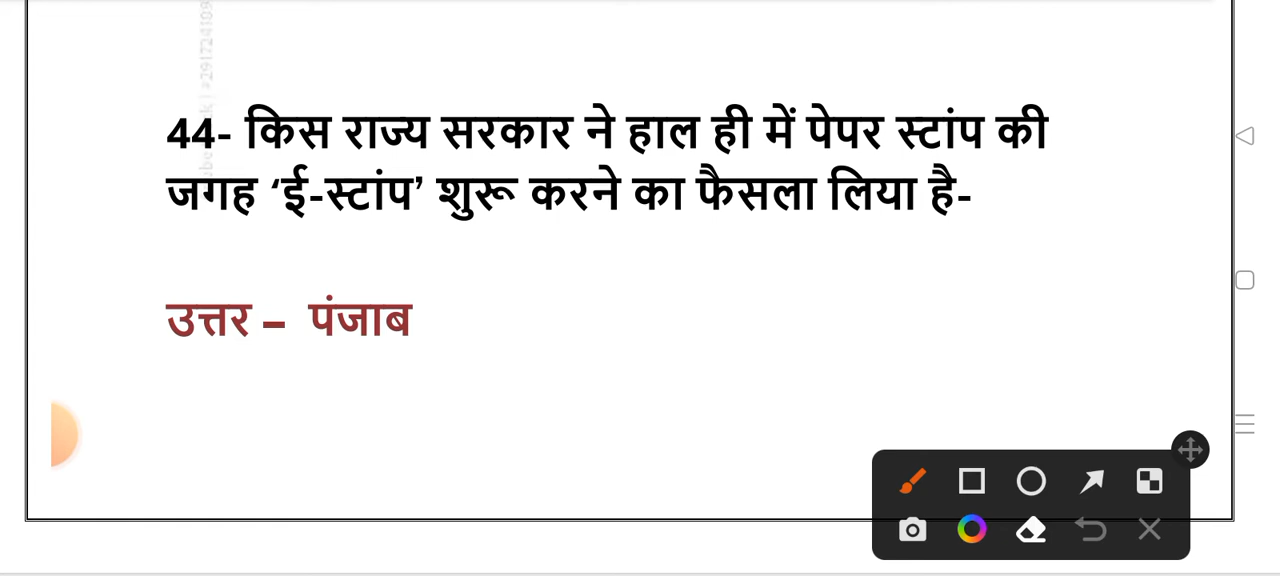 44- किस राज्य सरकार ने हाल ही में पेपर स्टांप की
जगह ‘ई-स्टांप’ शुरू करने का फैसला लिया है-
उत्तर – पंजाब